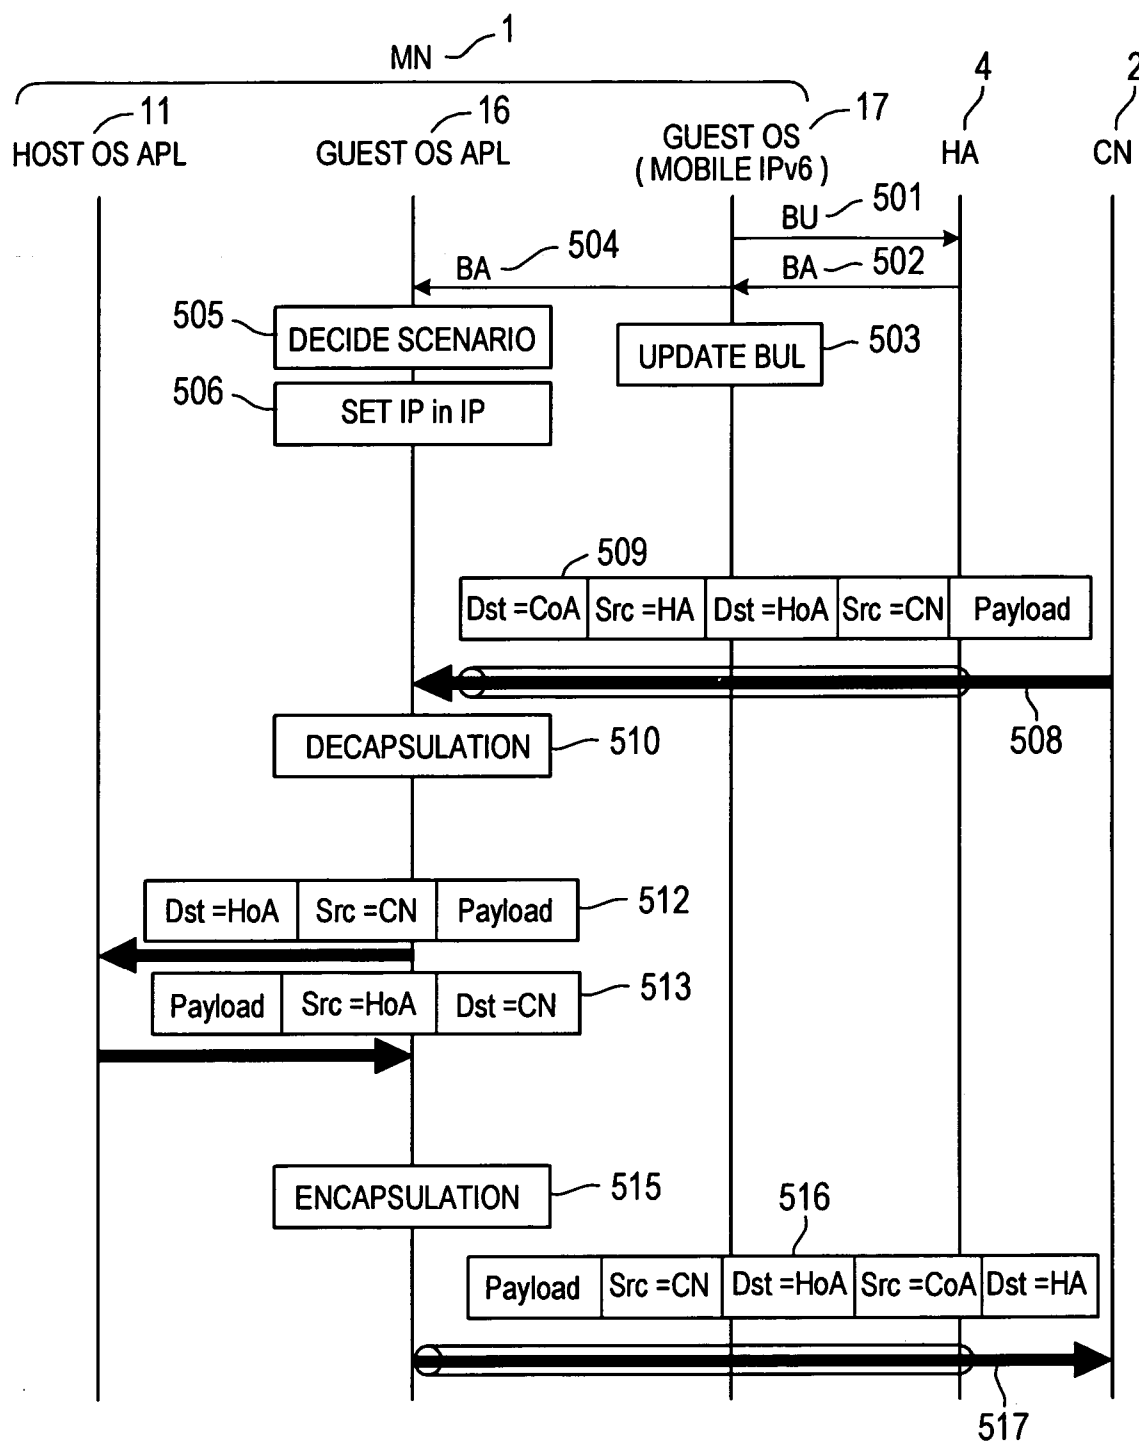 MN 1
HOST OS APL 11
GUEST OS APL 16
GUEST OS 17
( MOBILE IPv6 )
HA 4
CN 2
BU 501
BA 504
BA 502
505 DECIDE SCENARIO
UPDATE BUL 503
506 SET IP in IP
509
Dst =CoA Src =HA Dst =HoA Src =CN Payload
508
DECAPSULATION 510
Dst =HoA Src =CN Payload 512
Payload Src =HoA Dst =CN 513
ENCAPSULATION 515
516
Payload Src =CN Dst =HoA Src =CoA Dst =HA
517